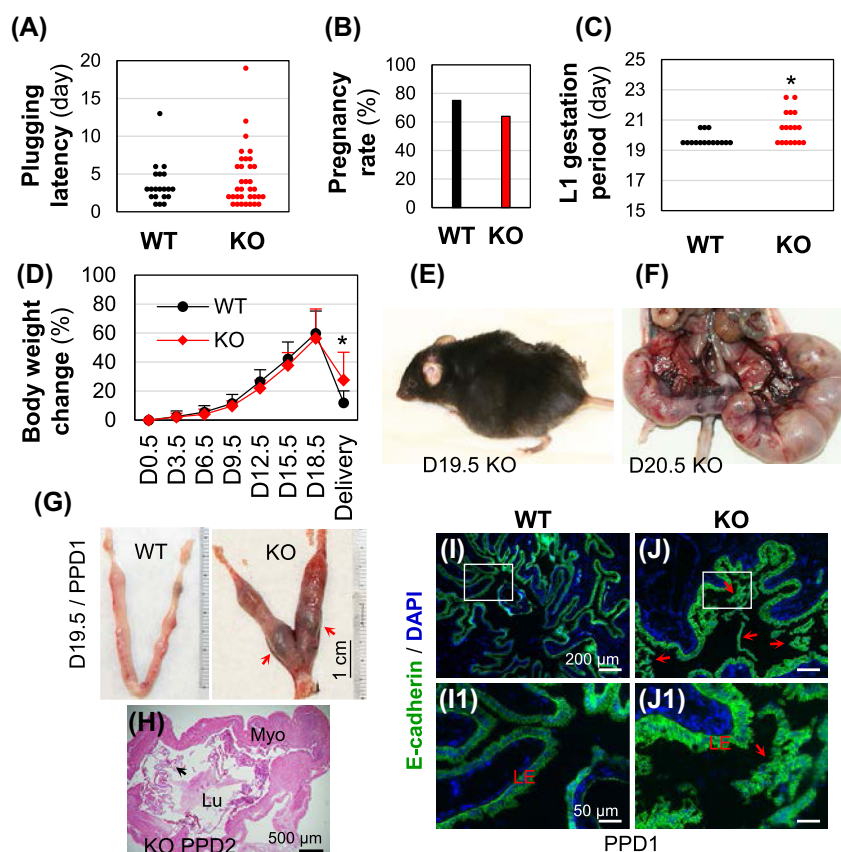 (A)
Plugging
latency (day)
20
15
10
5
0
WT
KO
(B)
Pregnancy
rate (%)
100
80
60
40
20
0
WT
KO
(C)
L1 gestation
period (day)
25
23
21
19
17
15
*
WT
KO
(D)
Body weight
change (%)
100
80
60
40
20
0
WT
KO
*
D0.5
D3.5
D6.5
D9.5
D12.5
D15.5
D18.5
Delivery
(E)
D19.5 KO
(F)
D20.5 KO
(G)
D19.5 / PPD1
WT
KO
1 cm
(H)
Myo
Lu
KO PPD2
500 µm
WT
KO
E-cadherin / DAPI
(I)
200 µm
(J)
(I1)
LE
50 µm
(J1)
LE
PPD1